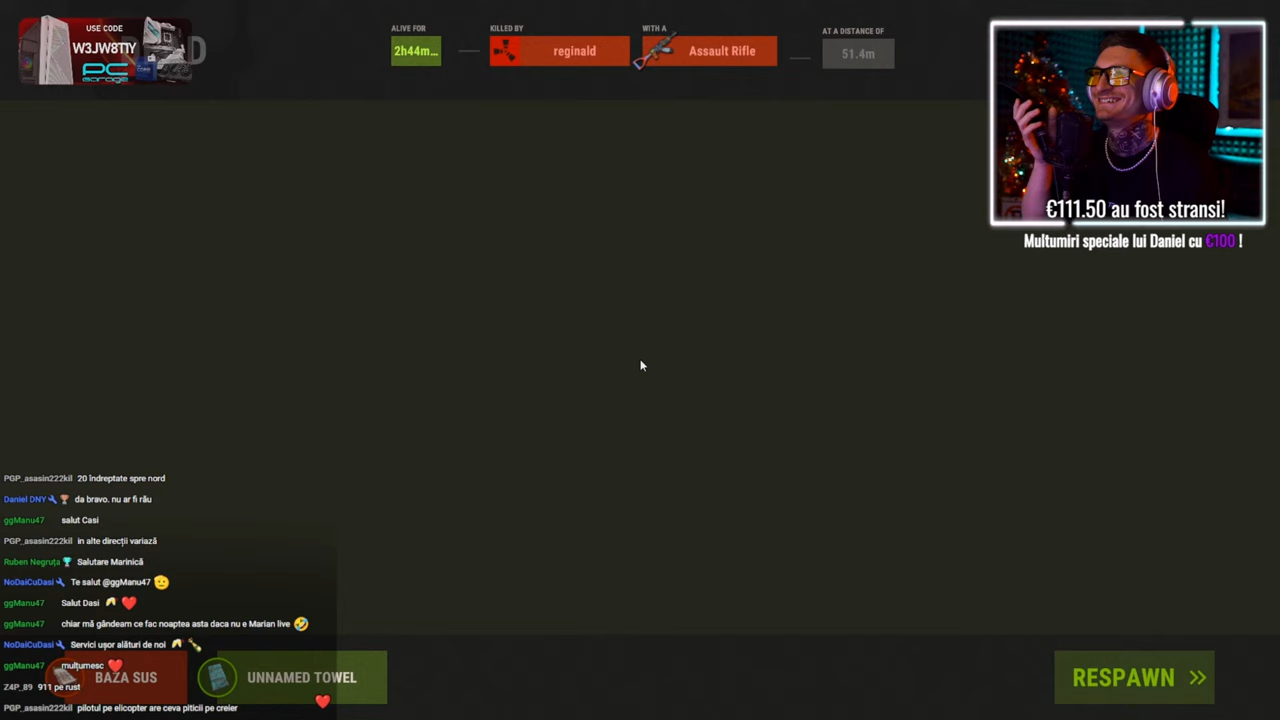 USE CODE
W3JW8T1Y
PC
garage
D
ALIVE FOR
2h44m...
KILLED BY
reginald
WITH A
Assault Rifle
AT A DISTANCE OF
51.4m
€111.50 au fost stransi!
Multumiri speciale lui Daniel cu €100 !
PGP_asasin222kil 20 îndreptate spre nord
Daniel DNY da bravo. nu ar fi rău
ggManu47 salut Casi
PGP_asasin222kil in alte direcții variază
Ruben Negruța Salutare Marinică
NoDaiCuDasi Te salut @ggManu47
ggManu47 Salut Dasi
ggManu47 chiar mă gândeam ce fac noaptea asta daca nu e Marian live
NoDaiCuDasi Servici ușor alături de noi
ggManu47 mulțumesc
Z4P_89 911 pe rust
PGP_asasin222kil pilotul pe elicopter are ceva piticii pe creier
BAZA SUS
UNNAMED TOWEL
RESPAWN